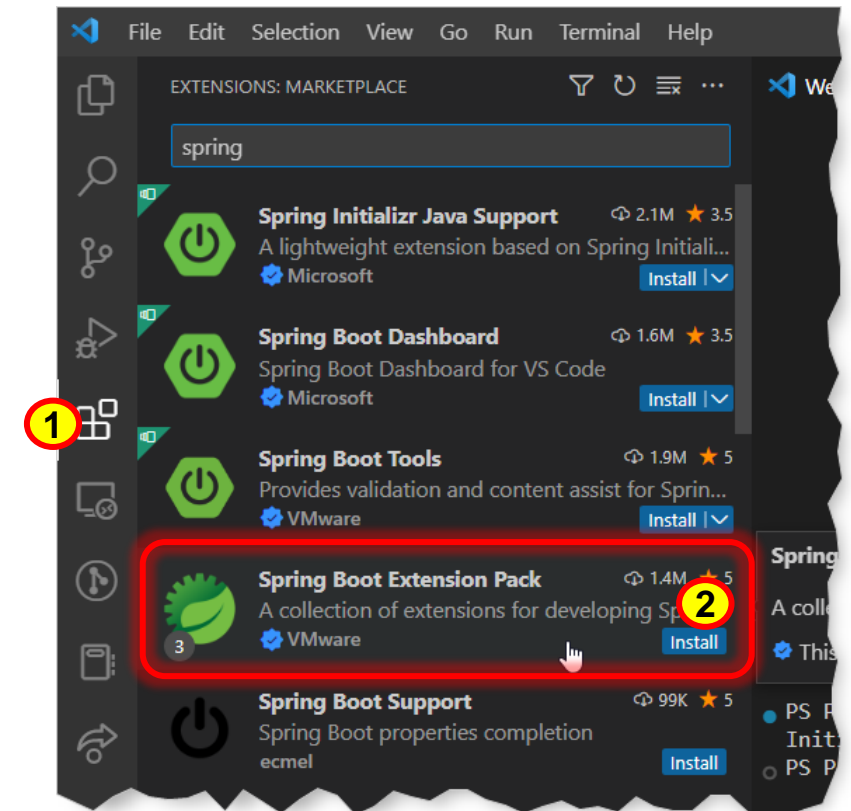 File Edit Selection View Go Run Terminal Help
EXTENSIONS: MARKETPLACE
We
spring
Spring Initializr Java Support 2.1M 3.5
A lightweight extension based on Spring Initiali...
Microsoft Install
Spring Boot Dashboard 1.6M 3.5
Spring Boot Dashboard for VS Code
Microsoft Install
1
Spring Boot Tools 1.9M 5
Provides validation and content assist for Sprin...
VMware Install
Spring Boot Extension Pack 1.4M 5
A collection of extensions for developing Sp
2
3
VMware Install
Spring
A colle
This
Spring Boot Support 99K 5
Spring Boot properties completion
ecmel Install
PS P
Init
PS P